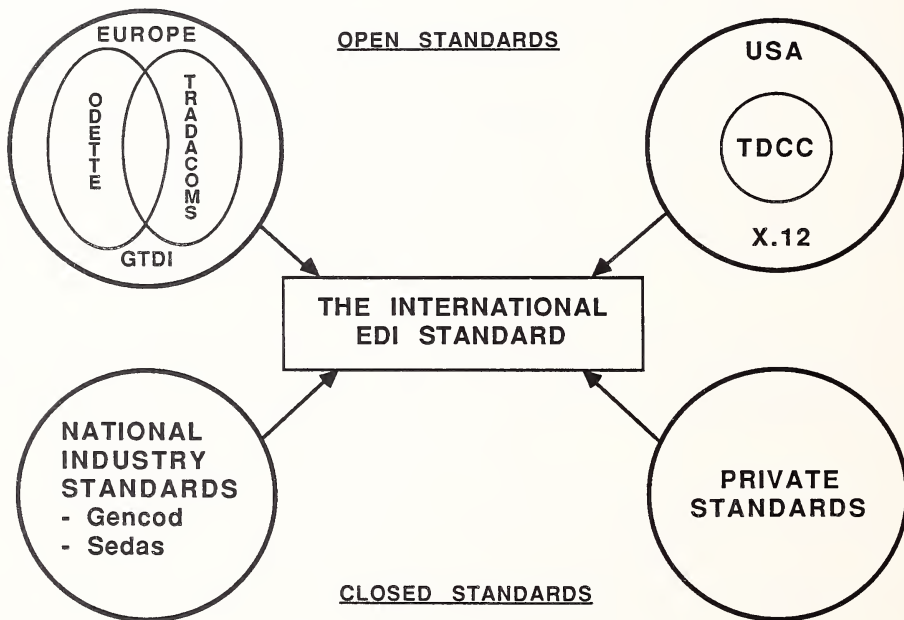 OPEN STANDARDS
EUROPE
ODETTE
TRADACOMS
GTDI
USA
TDCC
X.12
THE INTERNATIONAL
EDI STANDARD
NATIONAL
INDUSTRY
STANDARDS
- Gencod
- Sedas
PRIVATE
STANDARDS
CLOSED STANDARDS